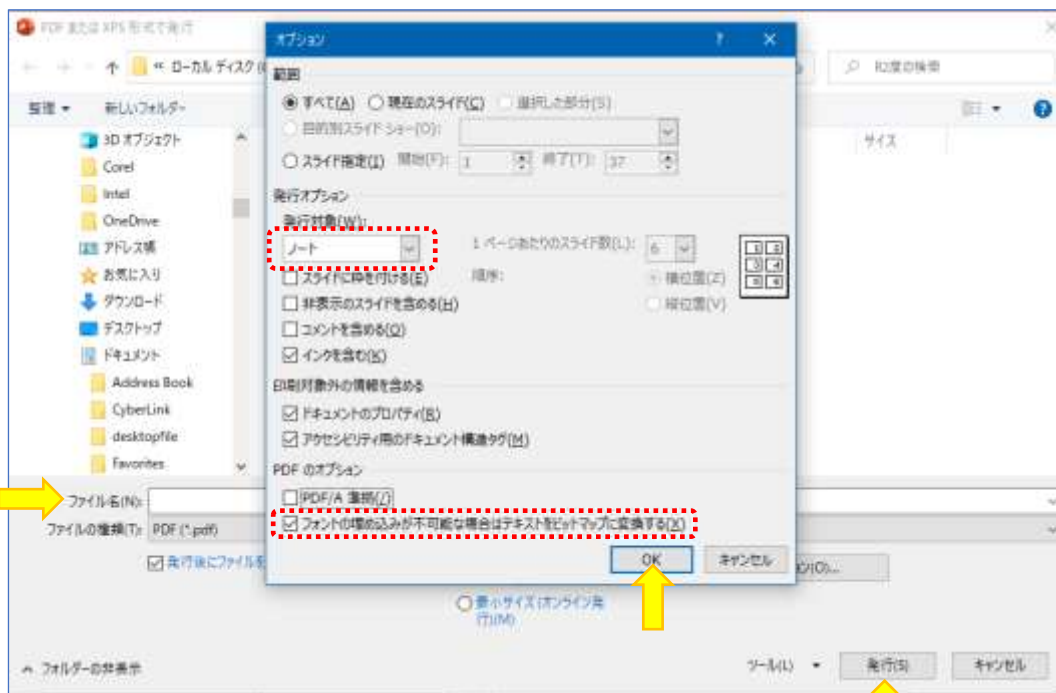 PDF または XPS 形式で発行
« ローカル ディスク (
R2度の検索
整理
新しいフォルダー
サイズ
3D オブジェクト
Corel
Intel
OneDrive
アドレス帳
お気に入り
ダウンロード
デスクトップ
ドキュメント
Address Book
CyberLink
desktopfile
Favorites
オプション ? ×
範囲
すべて(A) 現在のスライド(C) 選択した部分(S)
目的別スライド ショー(O):
スライド指定(I) 開始(F): 1 終了(T): 37
発行オプション
発行対象(W):
ノート 1 ページあたりのスライド数(L): 6
スライドに枠を付ける(E) 順序: 横位置(Z)
非表示のスライドを含める(H) 縦位置(V)
コメントを含める(O)
インクを含む(K)
1 2
3 4
5 6
印刷対象外の情報を含める
ドキュメントのプロパティ(R)
アクセシビリティ用のドキュメント構造タグ(M)
PDF のオプション
PDF/A 準拠(/)
フォントの埋め込みが不可能な場合はテキストをビットマップに変換する(X)
OK キャンセル
ファイル名(N):
ファイルの種類(T): PDF (*.pdf)
発行後にファイルを
ョン(O)...
最小サイズ (オンライン発
行)(M)
フォルダーの非表示 ツール(L) 発行(S) キャンセル